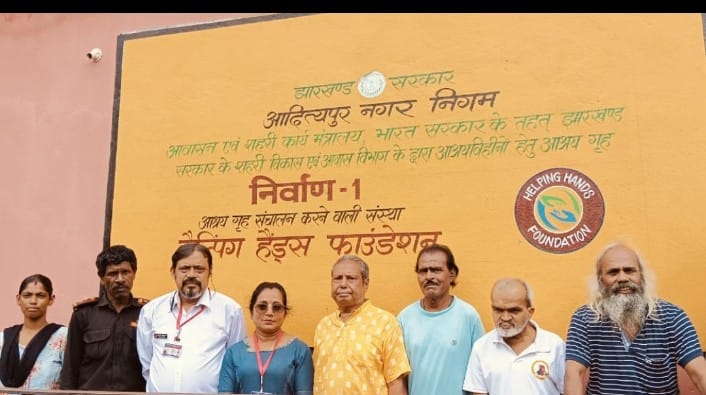 झारखण्ड सरकार
आदित्यपुर नगर निगम
आवासन एवं शहरी कार्य मंत्रालय, भारत सरकार के तहत झारखण्ड
सरकार के शहरी विकास एवं आवास विभाग के द्वारा आश्रयविहीनों हेतु आश्रय गृह
निर्वाण-1
आश्रय गृह संचालन करने वाली संस्था
हैल्पिंग हैंड्स फाउंडेशन
HELPING HANDS
FOUNDATION